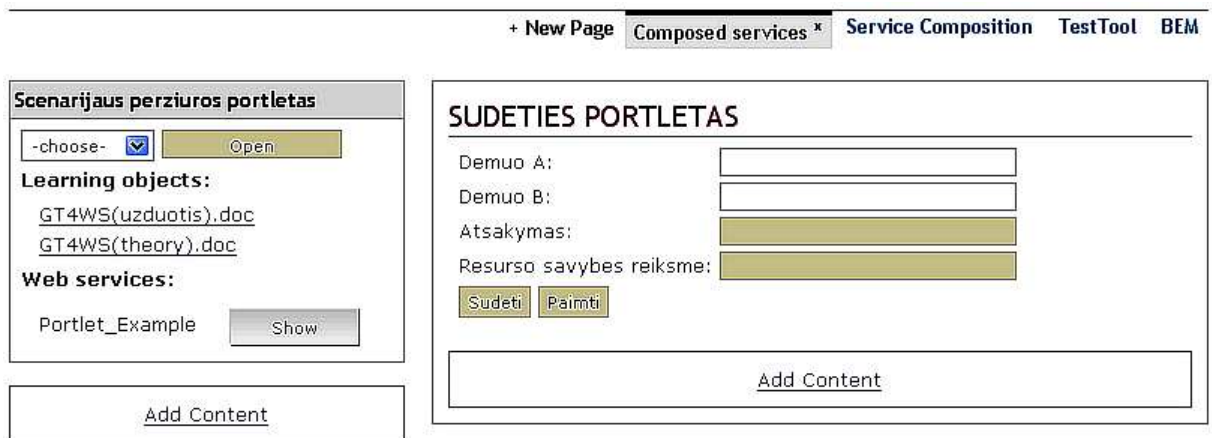 + New Page Composed services x Service Composition TestTool BEM
Scenarijaus perziuros portletas
-choose- Open
Learning objects:
GT4WS(uzduotis).doc
GT4WS(theory).doc
Web services:
Portlet_Example Show
Add Content
SUDETIES PORTLETAS
Demuo A:
Demuo B:
Atsakymas:
Resurso savybes reiksme:
Sudeti Paimti
Add Content